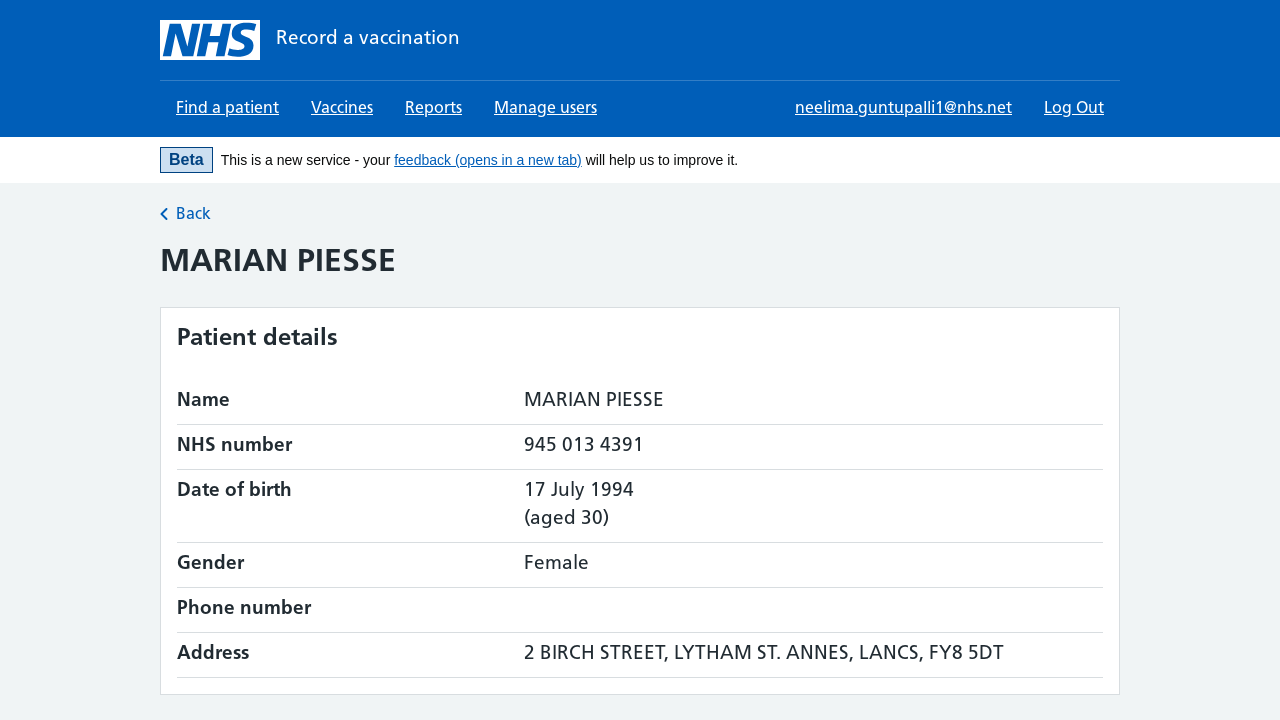 NHS Record a vaccination
Find a patient Vaccines Reports Manage users neelima.guntupalli1@nhs.net Log Out
Beta This is a new service - your feedback (opens in a new tab) will help us to improve it.
Back
MARIAN PIESSE
Patient details
Name MARIAN PIESSE
NHS number 945 013 4391
Date of birth 17 July 1994
(aged 30)
Gender Female
Phone number
Address 2 BIRCH STREET, LYTHAM ST. ANNES, LANCS, FY8 5DT